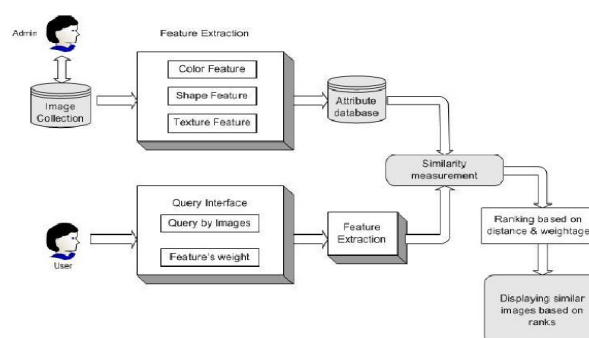 Admin
Feature Extraction
Color Feature
Shape Feature
Texture Feature
Image
Collection
Attribute
database
Similarity
measurement
Query Interface
Query by Images
Feature's weight
Feature
Extraction
User
Ranking based on
distance & weightage
Displaying similar
images based on
ranks